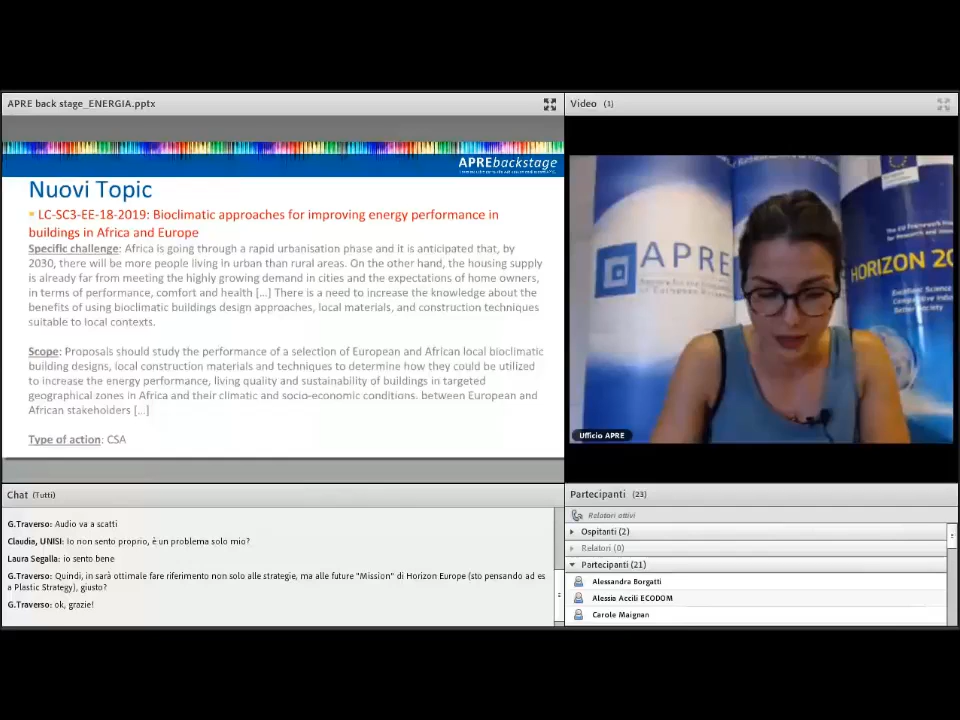 APRE back stage_ENERGIA.pptx
APREbackstage
Nuovi Topic
LC-SC3-EE-18-2019: Bioclimatic approaches for improving energy performance in
buildings in Africa and Europe
Specific challenge: Africa is going through a rapid urbanisation phase and it is anticipated that, by
2030, there will be more people living in urban than rural areas. On the other hand, the housing supply
is already far from meeting the highly growing demand in cities and the expectations of home owners,
in terms of performance, comfort and health [...] There is a need to increase the knowledge about the
benefits of using bioclimatic buildings design approaches, local materials, and construction techniques
suitable to local contexts.
Scope: Proposals should study the performance of a selection of European and African local bioclimatic
building designs, local construction materials and techniques to determine how they could be utilized
to increase the energy performance, living quality and sustainability of buildings in targeted
geographical zones in Africa and their climatic and socio-economic conditions. between European and
African stakeholders [...]
Type of action: CSA
Video (1)
APRE
HORIZON 20
Excellent Science
Competitive Indu
Better Society
Ufficio APRE
Chat (Tutti)
G.Traverso: Audio va a scatti
Claudia, UNISI: Io non sento proprio, è un problema solo mio?
Laura Segalla: io sento bene
G.Traverso: Quindi, in sarà ottimale fare riferimento non solo alle strategie, ma alle future "Mission" di Horizon Europe (sto pensando ad es
a Plastic Strategy), giusto?
G.Traverso: ok, grazie!
Partecipanti (23)
Relatori attivi
Ospitanti (2)
Relatori (0)
Partecipanti (21)
Alessandra Borgatti
Alessia Accili ECODOM
Carole Maignan